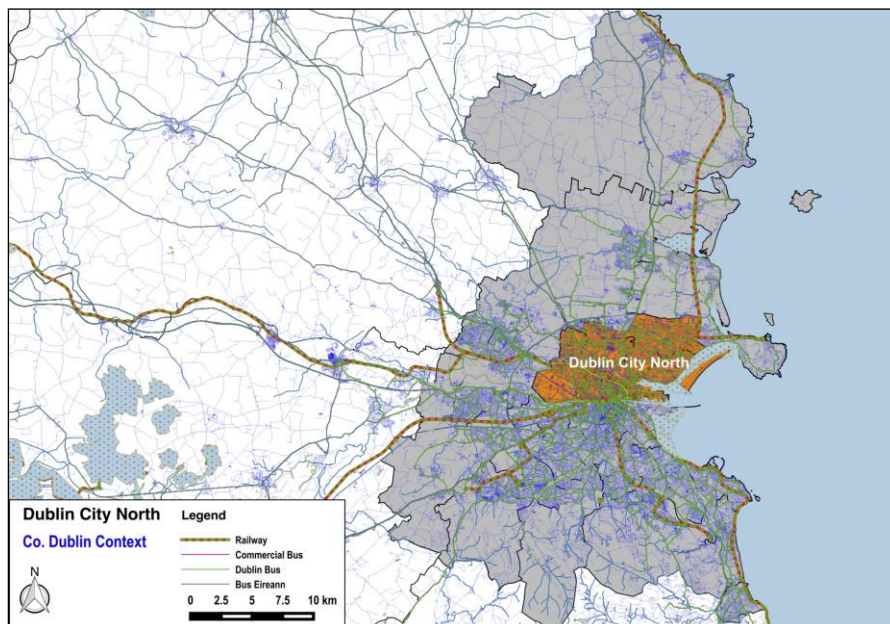 Dublin City North
Dublin City North
Co. Dublin Context
Legend
Railway
Commercial Bus
Dublin Bus
Bus Eireann
N
0 2.5 5 7.5 10 km